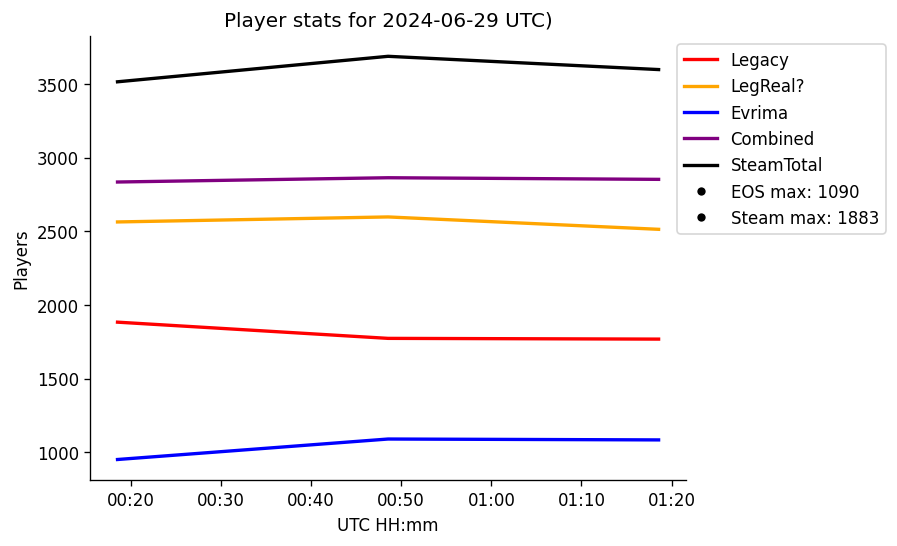 Player stats for 2024-06-29 UTC)
Legacy
LegReal?
Evrima
Combined
SteamTotal
EOS max: 1090
Steam max: 1883
Players
3500
3000
2500
2000
1500
1000
00:20 00:30 00:40 00:50 01:00 01:10 01:20
UTC HH:mm